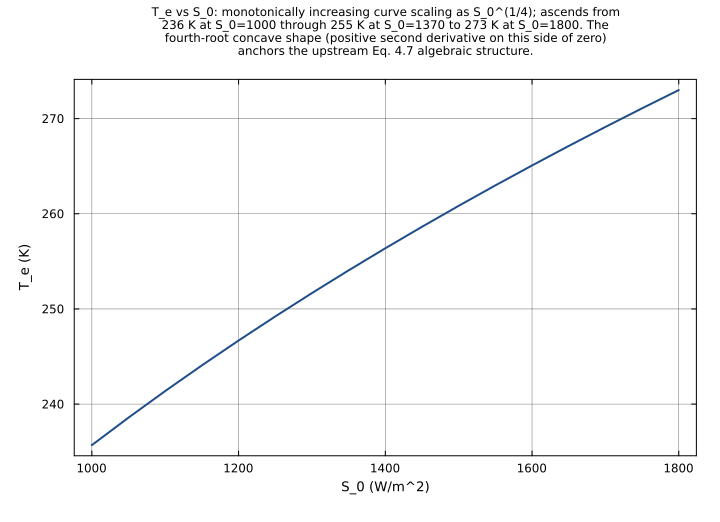 T_e vs S_0: monotonically increasing curve scaling as S_0^(1/4); ascends from
236 K at S_0=1000 through 255 K at S_0=1370 to 273 K at S_0=1800. The
fourth-root concave shape (positive second derivative on this side of zero)
anchors the upstream Eq. 4.7 algebraic structure.
270
260
250
240
T_e (K)
1000 1200 1400 1600 1800
S_0 (W/m^2)